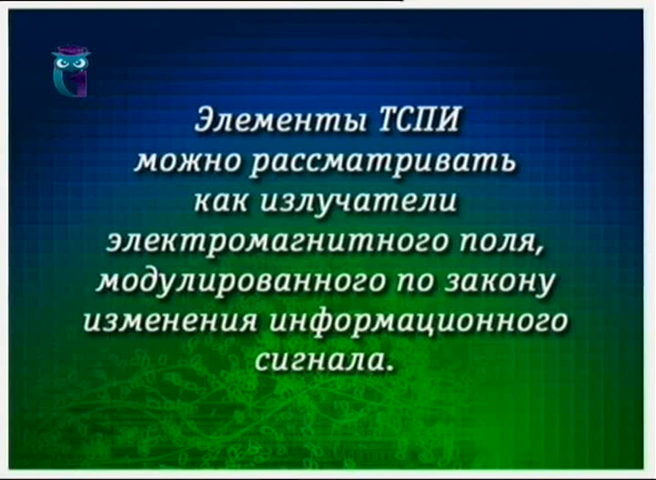 Элементы ТСПИ
можно рассматривать
как излучатели
электромагнитного поля,
модулированного по закону
изменения информационного
сигнала.